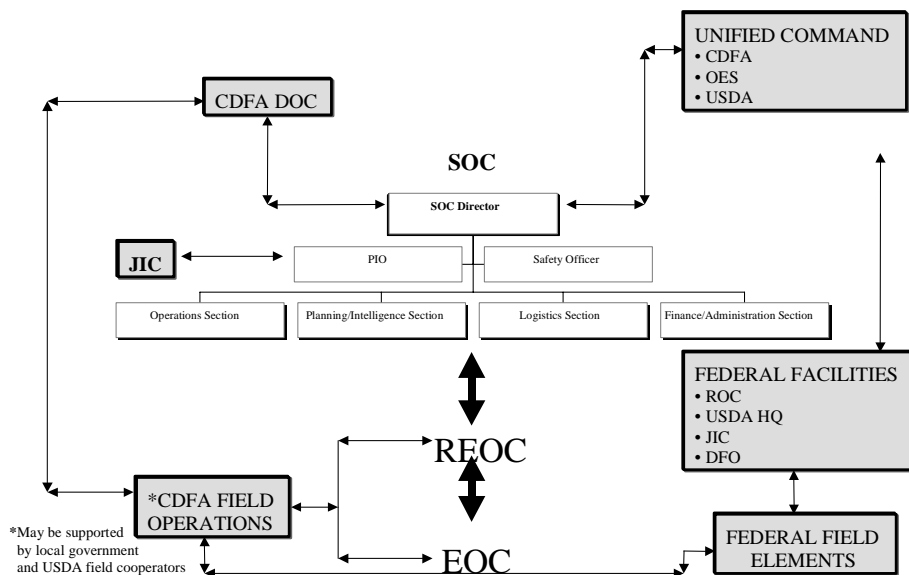 UNIFIED COMMAND
• CDFA
• OES
• USDA
CDFA DOC
SOC
SOC Director
JIC
PIO
Safety Officer
Operations Section
Planning/Intelligence Section
Logistics Section
Finance/Administration Section
FEDERAL FACILITIES
• ROC
• USDA HQ
• JIC
• DFO
REOC
*CDFA FIELD
OPERATIONS
*May be supported
by local government
and USDA field cooperators
EOC
FEDERAL FIELD
ELEMENTS